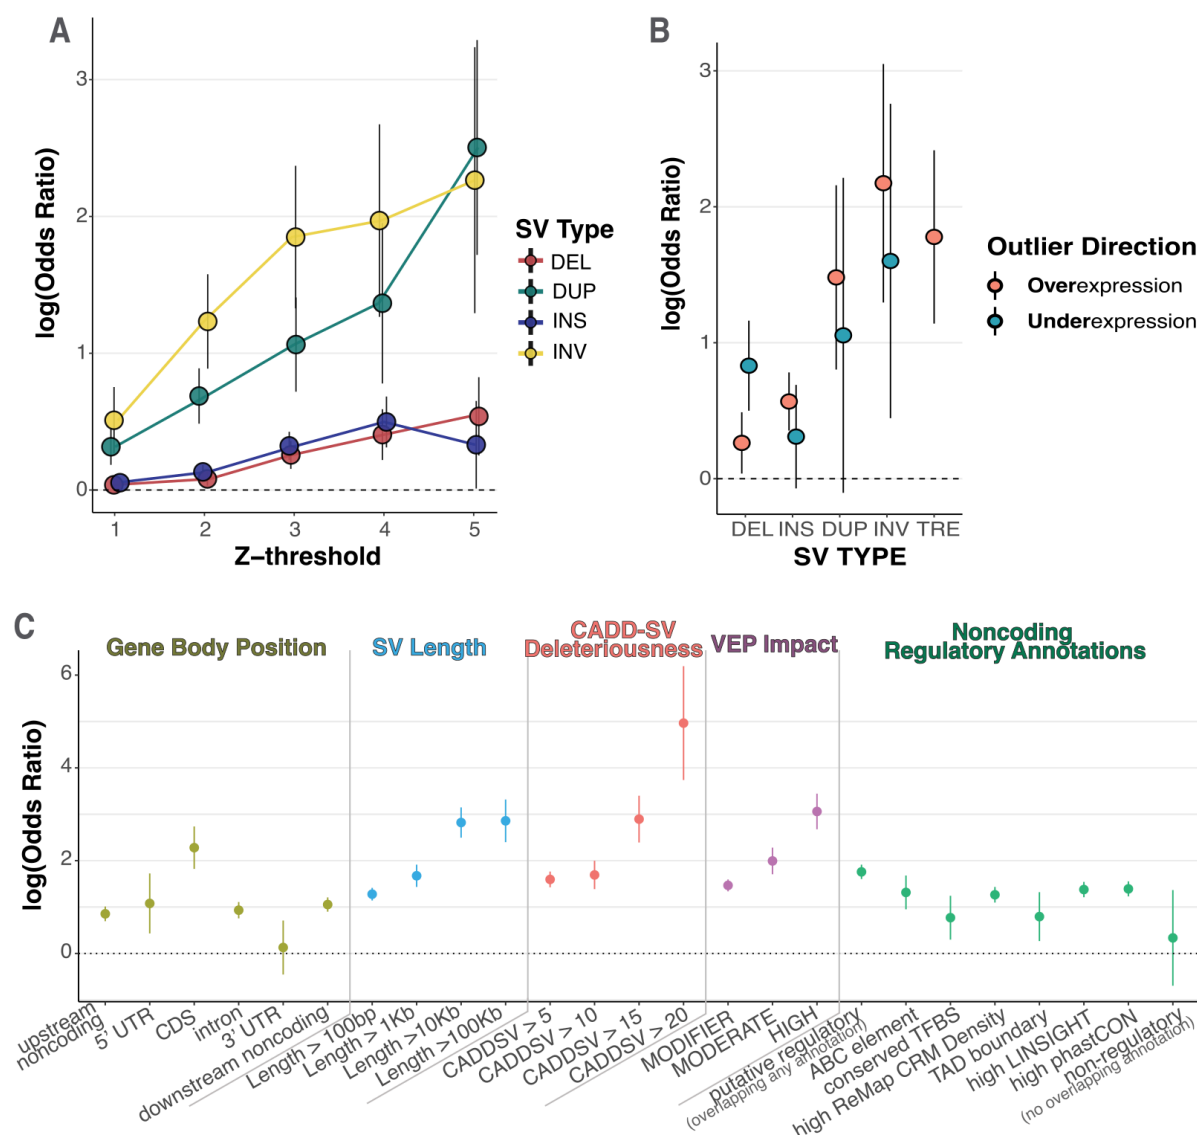 A
log(Odds Ratio)
3
2
1
0
1 2 3 4 5
Z–threshold
SV Type
DEL
DUP
INS
INV
B
log(Odds Ratio)
3
2
1
0
DEL INS DUP INV TRE
SV TYPE
Outlier Direction
Overexpression
Underexpression
C
Gene Body Position
SV Length
CADD-SV
Deleteriousness
VEP Impact
Noncoding
Regulatory Annotations
log(Odds Ratio)
6
4
2
0
upstream
noncoding
5' UTR
CDS
intron
3' UTR
downstream noncoding
Length > 100bp
Length > 1Kb
Length >10Kb
Length >100Kb
CADDSV > 5
CADDSV > 10
CADDSV > 15
CADDSV > 20
MODIFIER
MODERATE
HIGH
putative regulatory
(overlapping any annotation)
ABC element
conserved TFBS
high ReMap CRM Density
TAD boundary
high LINSIGHT
high phastCON
non-regulatory
(no overlapping annotation)